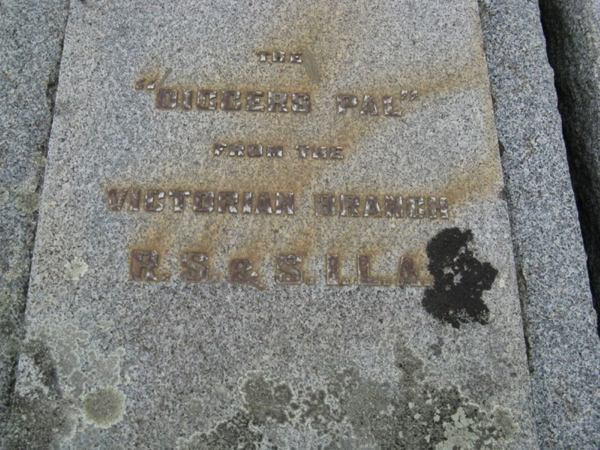 THE
"DIGGERS PAL"
FROM THE
VICTORIAN BRANCH
R.S.&S.I.L.A.